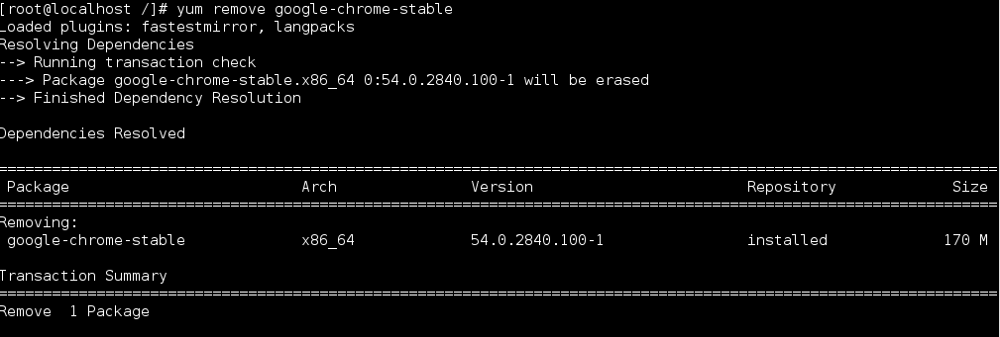 [root@localhost /]# yum remove google-chrome-stable
Loaded plugins: fastestmirror, langpacks
Resolving Dependencies
--> Running transaction check
---> Package google-chrome-stable.x86_64 0:54.0.2840.100-1 will be erased
--> Finished Dependency Resolution
Dependencies Resolved
================================================================================
Package Arch Version Repository Size
================================================================================
Removing:
google-chrome-stable x86_64 54.0.2840.100-1 installed 170 M
Transaction Summary
================================================================================
Remove  1 Package